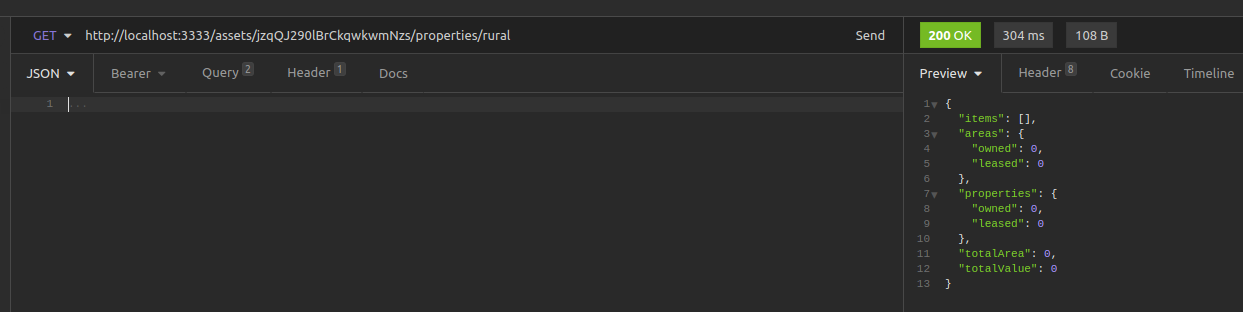 GET http://localhost:3333/assets/jzqQJ290lBrCkqwkwmNzs/properties/rural Send 200 OK 304 ms 108 B
JSON Bearer Query 2 Header 1 Docs Preview Header 8 Cookie Timeline
1 ...
1 {
2 "items": [],
3 "areas": {
4 "owned": 0,
5 "leased": 0
6 },
7 "properties": {
8 "owned": 0,
9 "leased": 0
10 },
11 "totalArea": 0,
12 "totalValue": 0
13 }